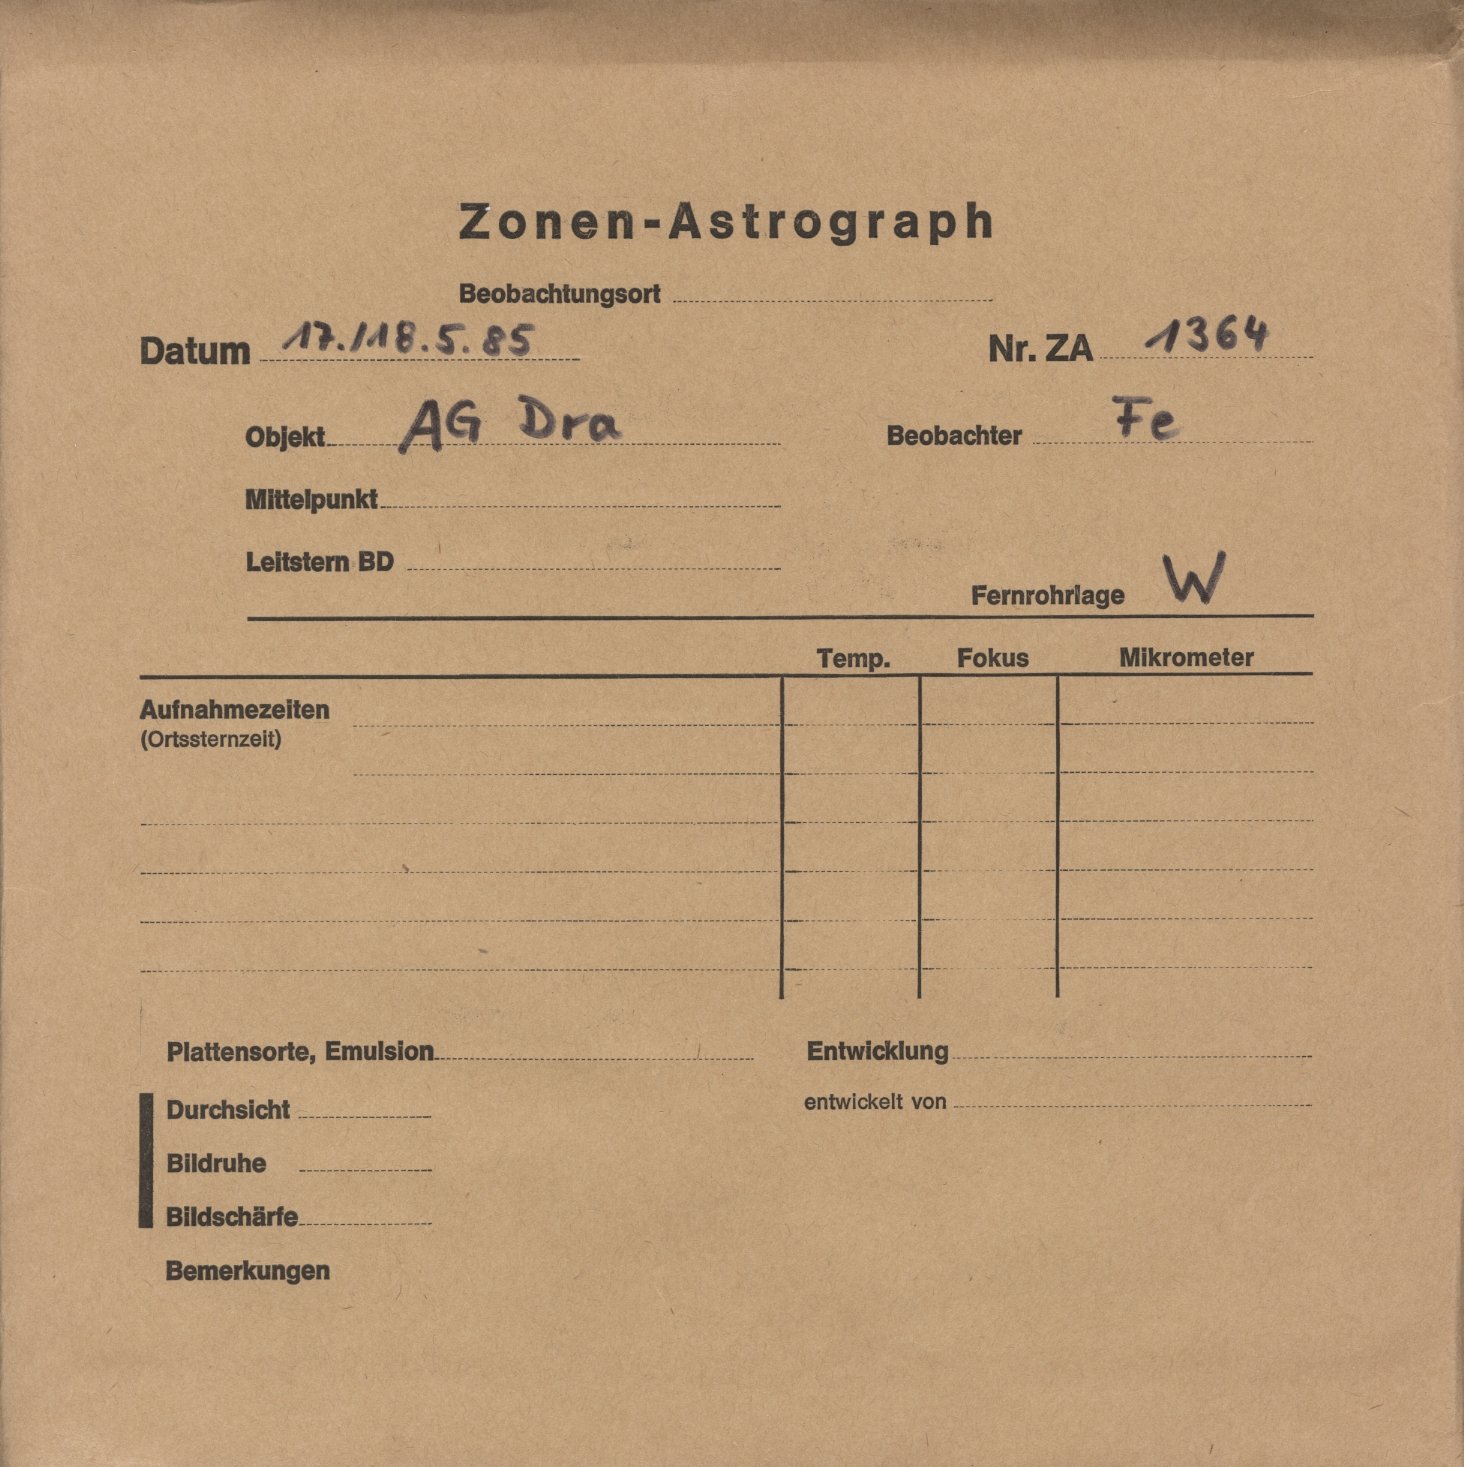 Zonen-Astrograph
Beobachtungsort
Datum 17./18.5.85 Nr. ZA 1364
Objekt AG Dra Beobachter Fe
Mittelpunkt
Leitstern BD
Fernrohrlage W
Temp. Fokus Mikrometer
Aufnahmezeiten
(Ortssternzeit)
Plattensorte, Emulsion Entwicklung
Durchsicht entwickelt von
Bildruhe
Bildschärfe
Bemerkungen